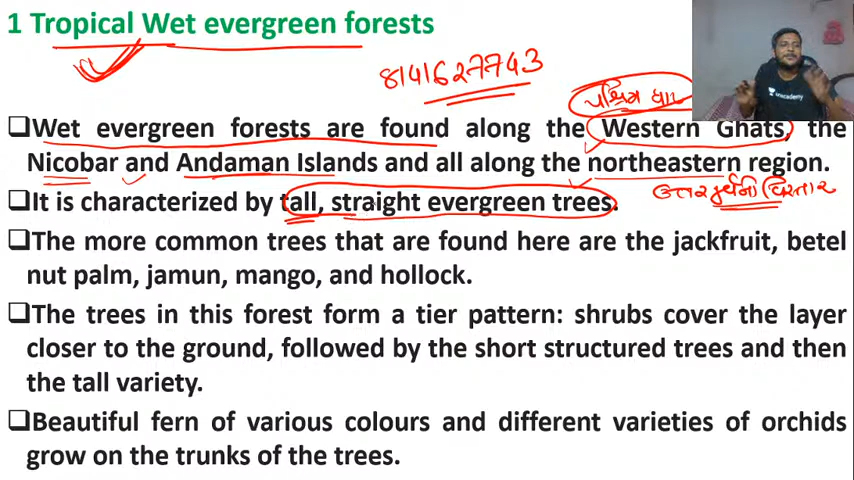 1 Tropical Wet evergreen forests
8141627743
પશ્ચિમ ઘાટ
unacademy
❑Wet evergreen forests are found along the Western Ghats, the
Nicobar and Andaman Islands and all along the northeastern region.
ઉત્તર પૂર્વનો વિસ્તાર
❑It is characterized by tall, straight evergreen trees.
❑The more common trees that are found here are the jackfruit, betel
nut palm, jamun, mango, and hollock.
❑The trees in this forest form a tier pattern: shrubs cover the layer
closer to the ground, followed by the short structured trees and then
the tall variety.
❑Beautiful fern of various colours and different varieties of orchids
grow on the trunks of the trees.